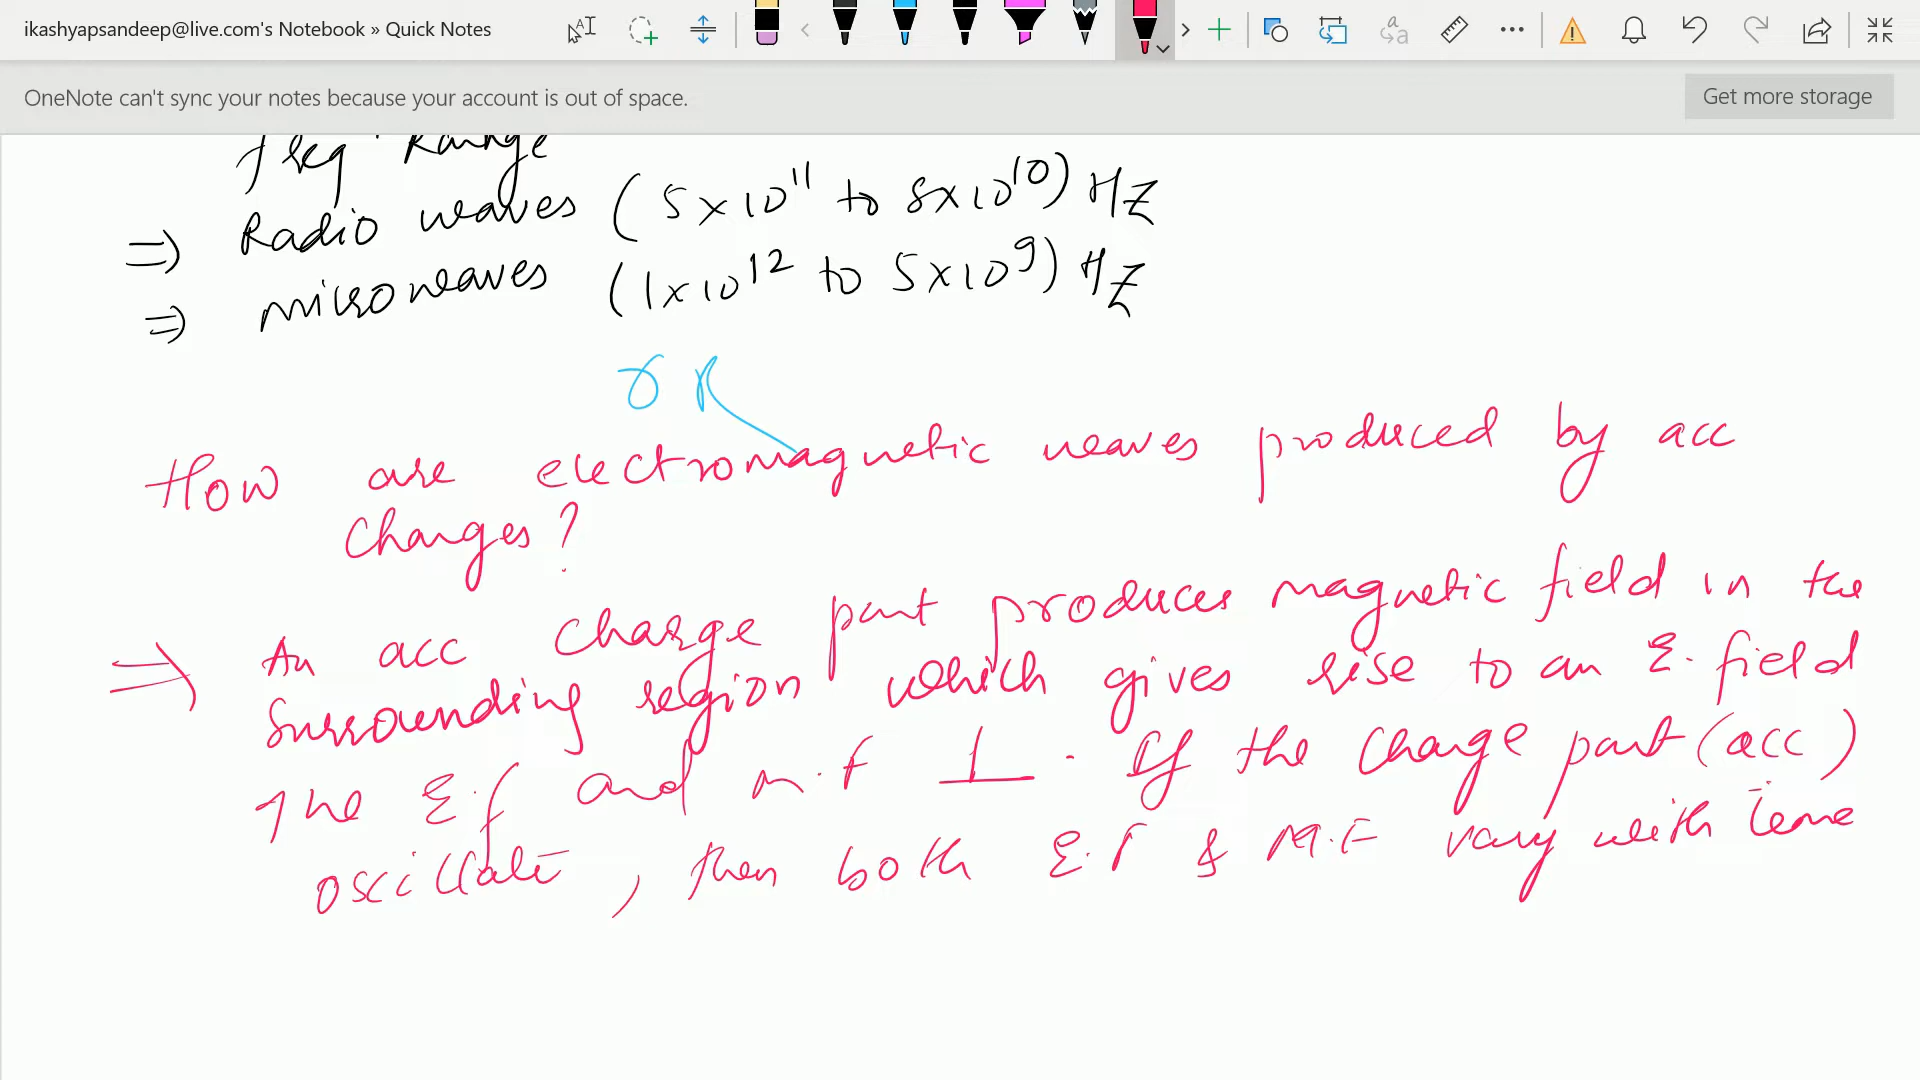 ikashyapsandeep@live.com's Notebook » Quick Notes
OneNote can't sync your notes because your account is out of space.
Get more storage
freq. Range
⇒ Radio waves (5×10¹¹ to 8×10¹⁰) HZ
⇒ microwaves (1×10¹² to 5×10⁹) HZ
OR
How are electromagnetic waves produced by acc
charges?
⇒ An acc charge part produces magnetic field in the
surrounding region which gives rise to an E. field
The E.f and m.f ⊥. If the charge part (acc)
oscillate, then both E.F & M.F vary with time